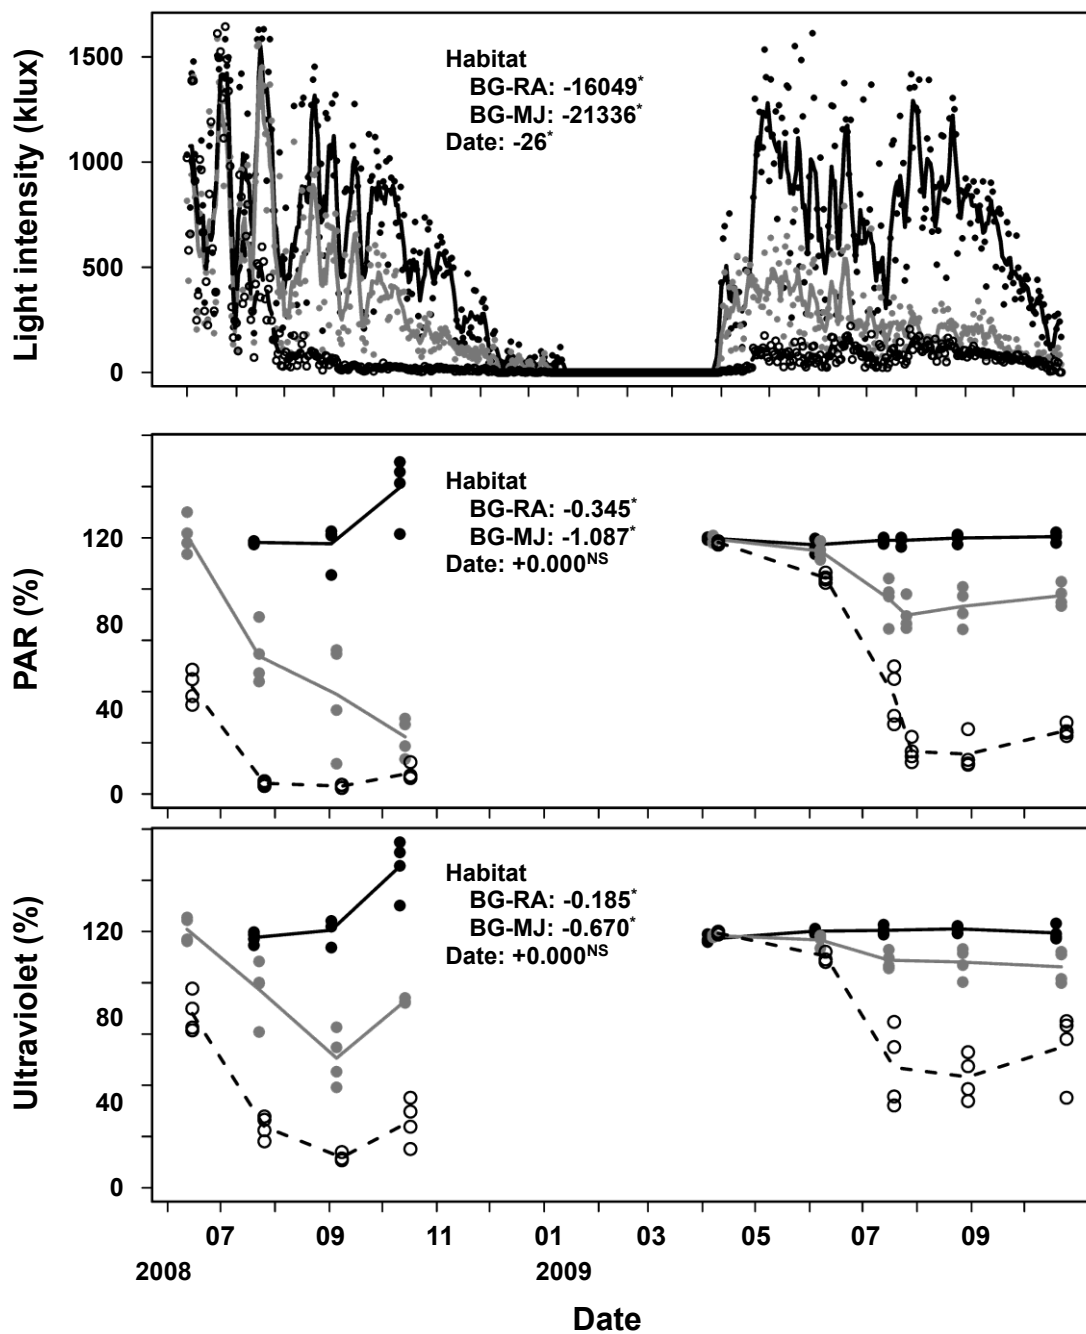 Light intensity (klux)
1500
1000
500
0
Habitat
BG-RA: -16049*
BG-MJ: -21336*
Date: -26*
PAR (%)
120
80
40
0
Habitat
BG-RA: -0.345*
BG-MJ: -1.087*
Date: +0.000NS
Ultraviolet (%)
120
80
40
0
Habitat
BG-RA: -0.185*
BG-MJ: -0.670*
Date: +0.000NS
07 09 11 01 03 05 07 09
2008 2009
Date